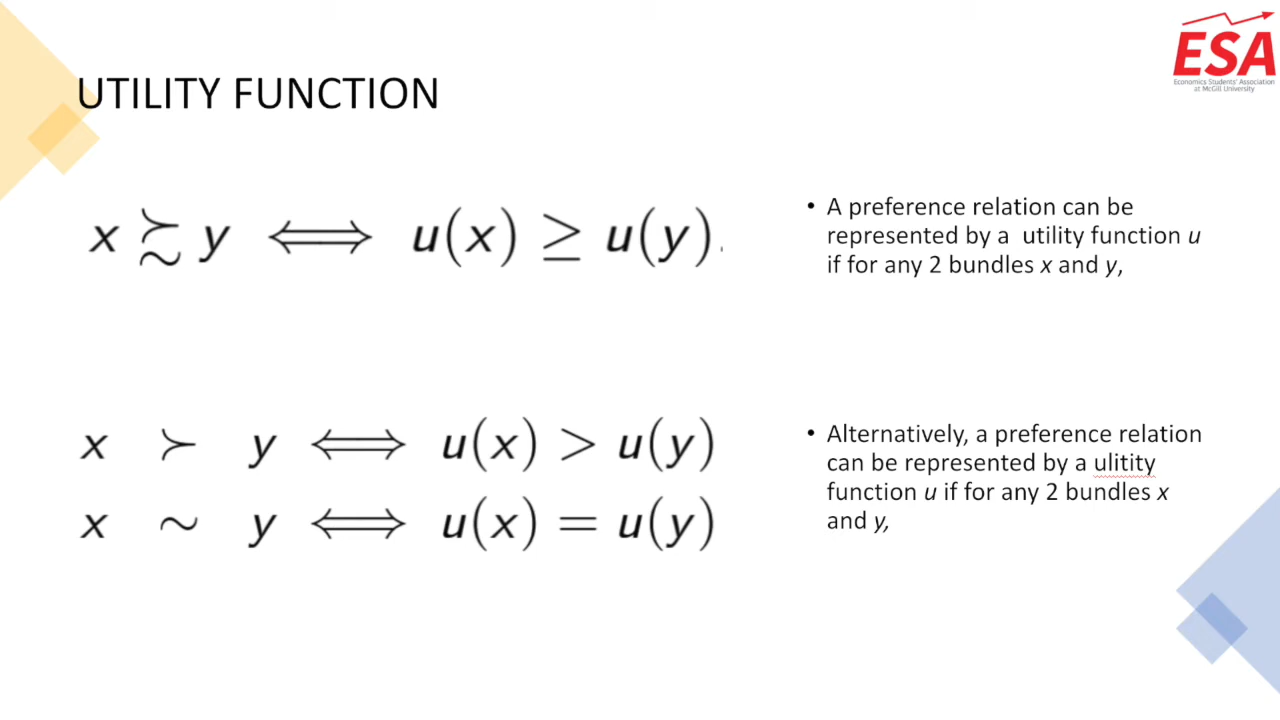 ESA
Economics Students' Association
at McGill University
UTILITY FUNCTION
x ≿ y ⟺ u(x) ≥ u(y).
• A preference relation can be
represented by a utility function u
if for any 2 bundles x and y,
x ≻ y ⟺ u(x) > u(y)
x ∼ y ⟺ u(x) = u(y)
• Alternatively, a preference relation
can be represented by a ulitity
function u if for any 2 bundles x
and y,